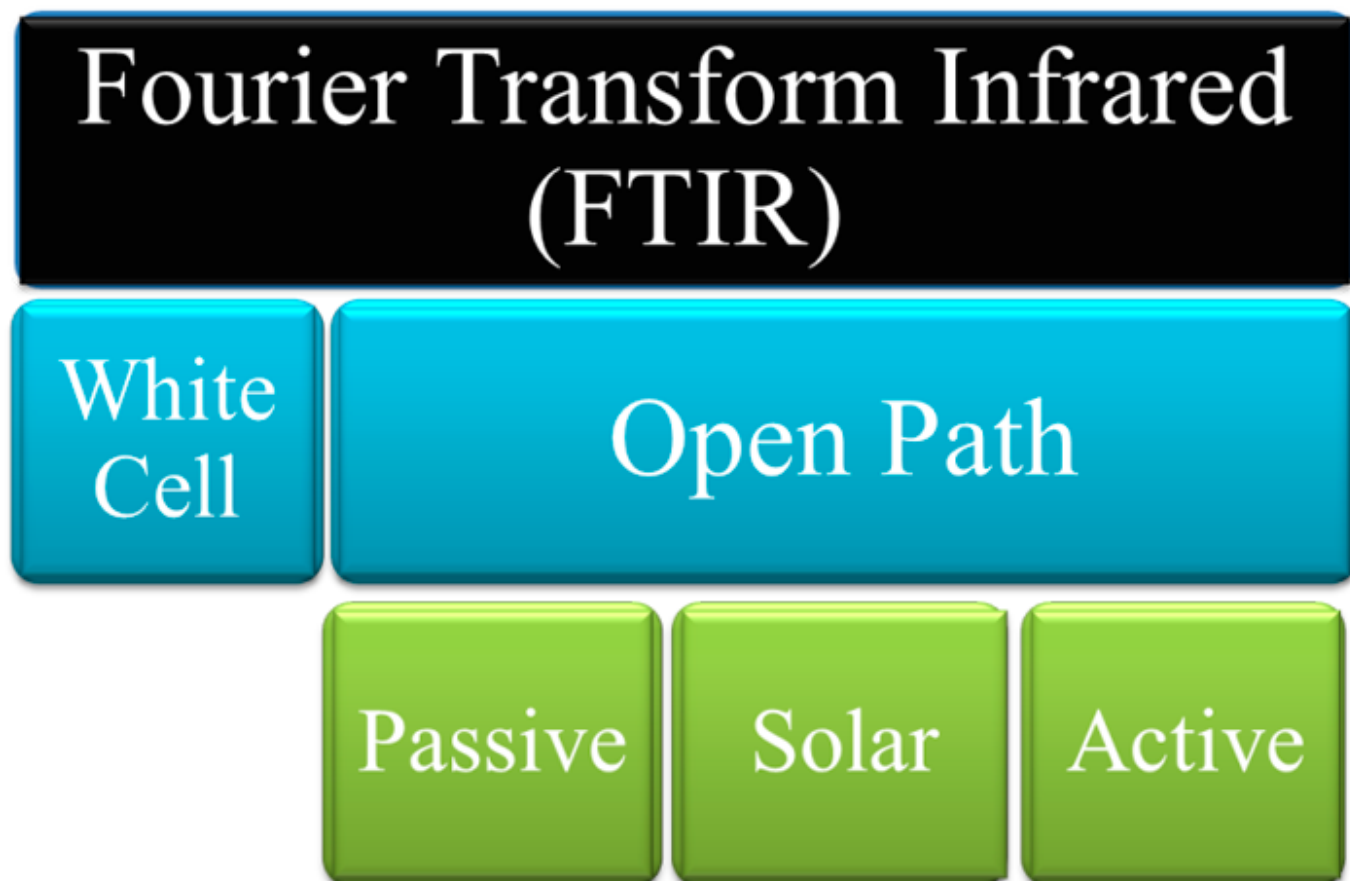 Fourier Transform Infrared
(FTIR)
White
Cell
Open Path
Passive
Solar
Active